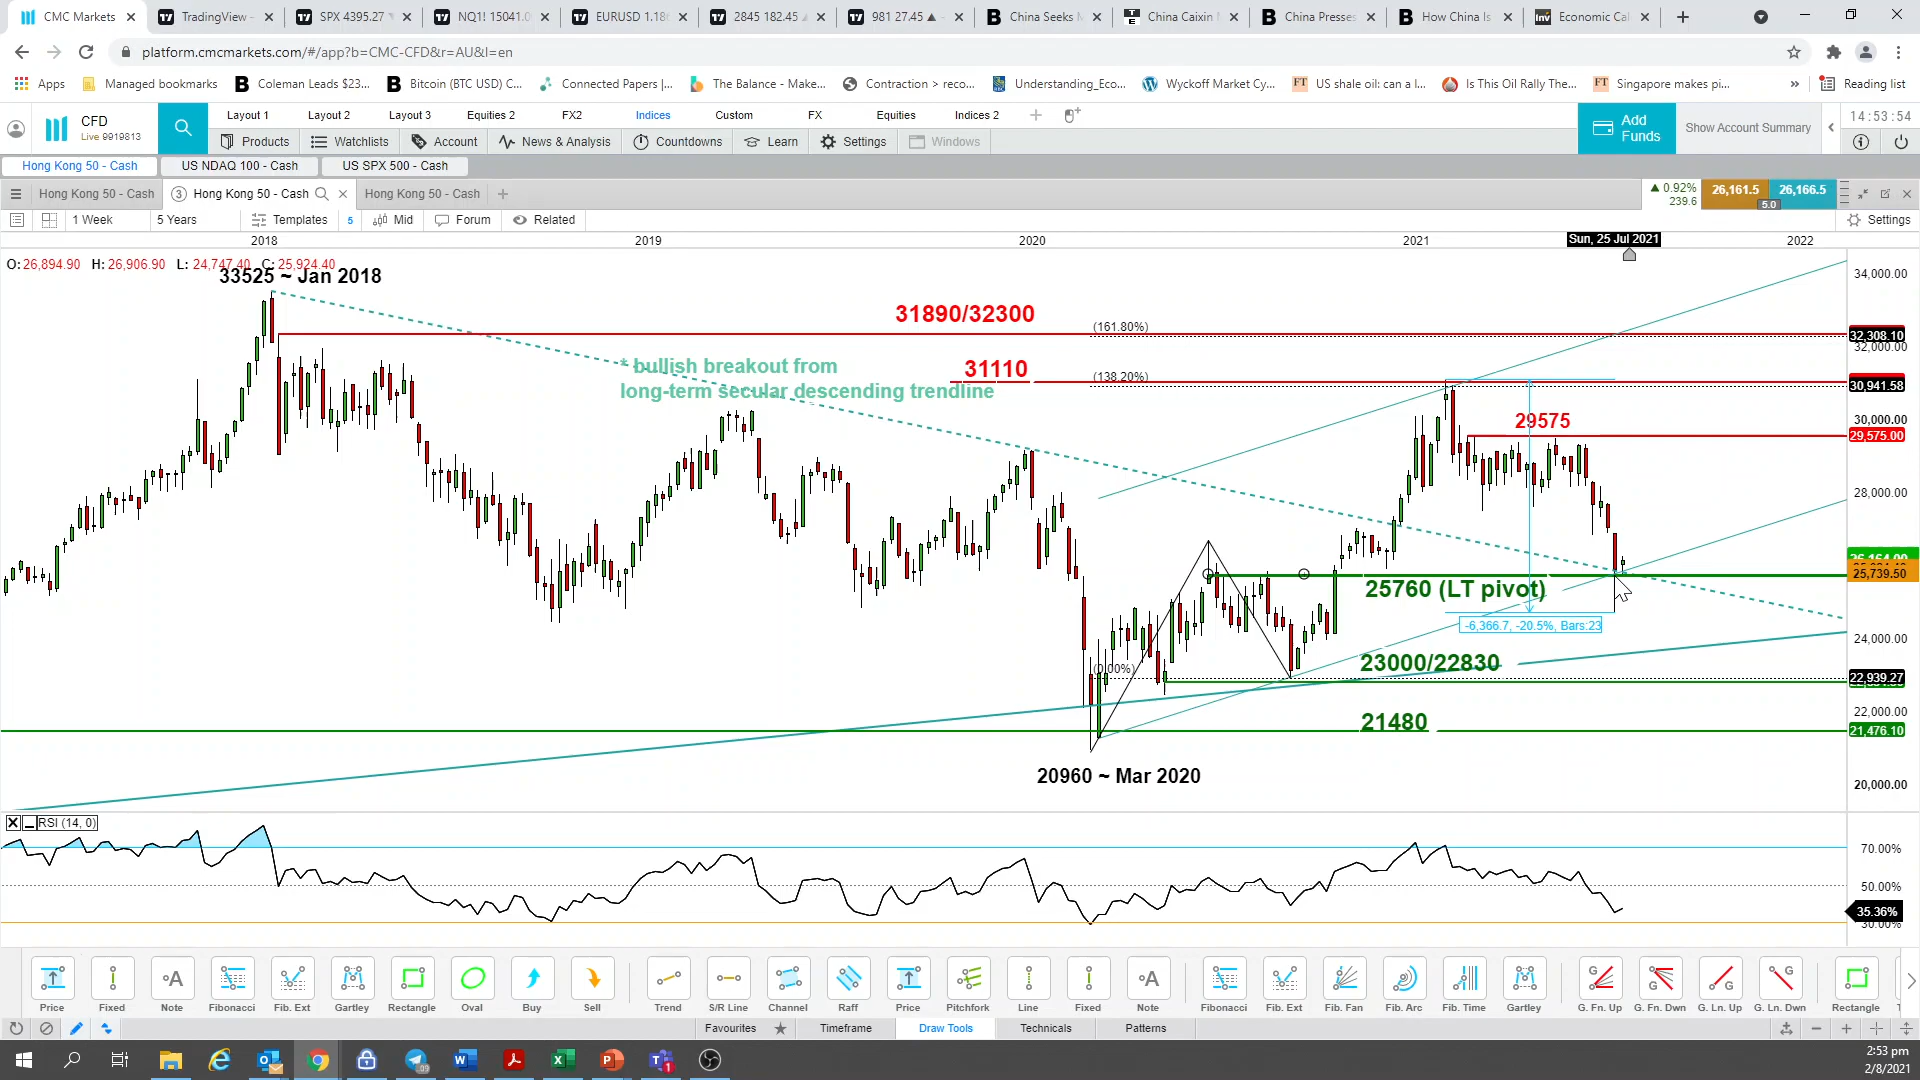 CMC Markets
TradingView -
SPX 4395.27
NQ1! 15041.0
EURUSD 1.18
2845 182.45
981 27.45 ▲ -
China Seeks
China Caixin
China Presses
How China Is
Economic Cal
platform.cmcmarkets.com/#/app?b=CMC-CFD&r=AU&l=en
Apps
Managed bookmarks
Coleman Leads $23...
Bitcoin (BTC USD) C...
Connected Papers |...
The Balance - Make...
Contraction > reco...
Understanding_Eco...
Wyckoff Market Cy...
US shale oil: can a l...
Is This Oil Rally The...
Singapore makes pi...
»
Reading list
CFD
Live 9919813
Layout 1
Layout 2
Layout 3
Equities 2
FX2
Indices
Custom
FX
Equities
Indices 2
Add Funds
Show Account Summary
14:53:54
Products
Watchlists
Account
News & Analysis
Countdowns
Learn
Settings
Windows
Hong Kong 50 - Cash
US NDAQ 100 - Cash
US SPX 500 - Cash
Hong Kong 50 - Cash
3 Hong Kong 50 - Cash
Hong Kong 50 - Cash
▲ 0.92%
239.6
26,161.5
26,166.5
5.0
1 Week
5 Years
Templates
5
Mid
Forum
Related
Settings
2018
2019
2020
2021
Sun, 25 Jul 2021
2022
O:26,894.90 H: 26,906.90 L: 24,747.40 C: 25,924.40
33525 ~ Jan 2018
34,000.00
31890/32300
(161.80%)
32,308.10
32,000.00
* bullish breakout from
long-term secular descending trendline
31110
(138.20%)
30,941.58
30,000.00
29575
29,575.00
28,000.00
25760 (LT pivot)
25,739.50
-6,366.7, -20.5%, Bars:23
24,000.00
23000/22830
(0.00%)
22,939.27
22,000.00
21480
21,476.10
20960 ~ Mar 2020
20,000.00
RSI (14, 0)
70.00%
50.00%
35.36%
30.00%
Price
Fixed
Note
Fibonacci
Fib. Ext
Gartley
Rectangle
Oval
Buy
Sell
Trend
S/R Line
Channel
Raff
Price
Pitchfork
Line
Fixed
Note
Fibonacci
Fib. Ext
Fib. Fan
Fib. Arc
Fib. Time
Gartley
G. Fn. Up
G. Fn. Dwn
G. Ln. Up
G. Ln. Dwn
Rectangle
Favourites
Timeframe
Draw Tools
Technicals
Patterns
2:53 pm
2/8/2021